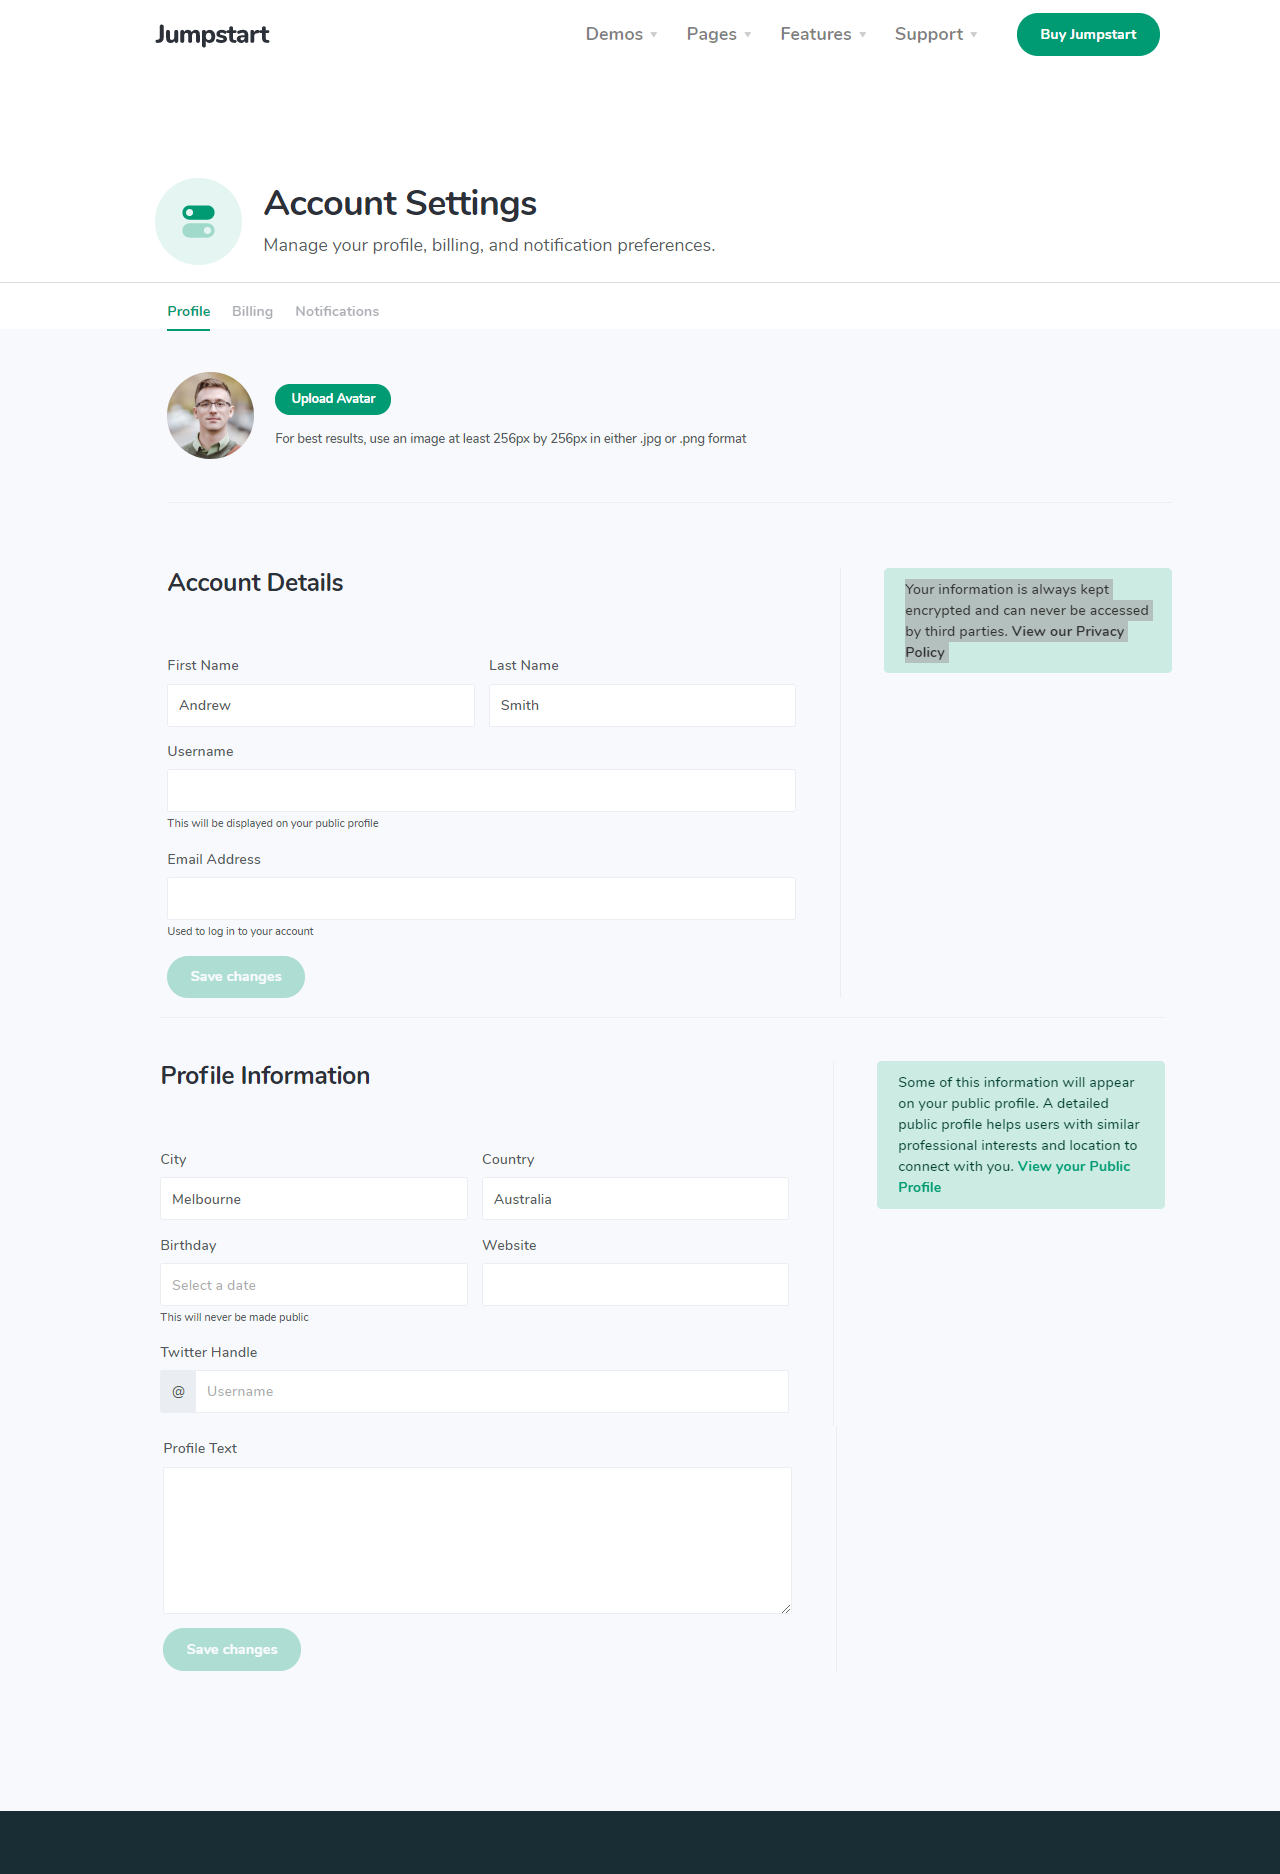 Jumpstart
Demos Pages Features Support Buy Jumpstart
Account Settings
Manage your profile, billing, and notification preferences.
Profile Billing Notifications
Upload Avatar
For best results, use an image at least 256px by 256px in either .jpg or .png format
Account Details
First Name Last Name
Andrew Smith
Username
This will be displayed on your public profile
Email Address
Used to log in to your account
Save changes
Your information is always kept
encrypted and can never be accessed
by third parties. View our Privacy
Policy
Profile Information
City Country
Melbourne Australia
Birthday Website
Select a date
This will never be made public
Twitter Handle
@ Username
Profile Text
Save changes
Some of this information will appear
on your public profile. A detailed
public profile helps users with similar
professional interests and location to
connect with you. View your Public
Profile